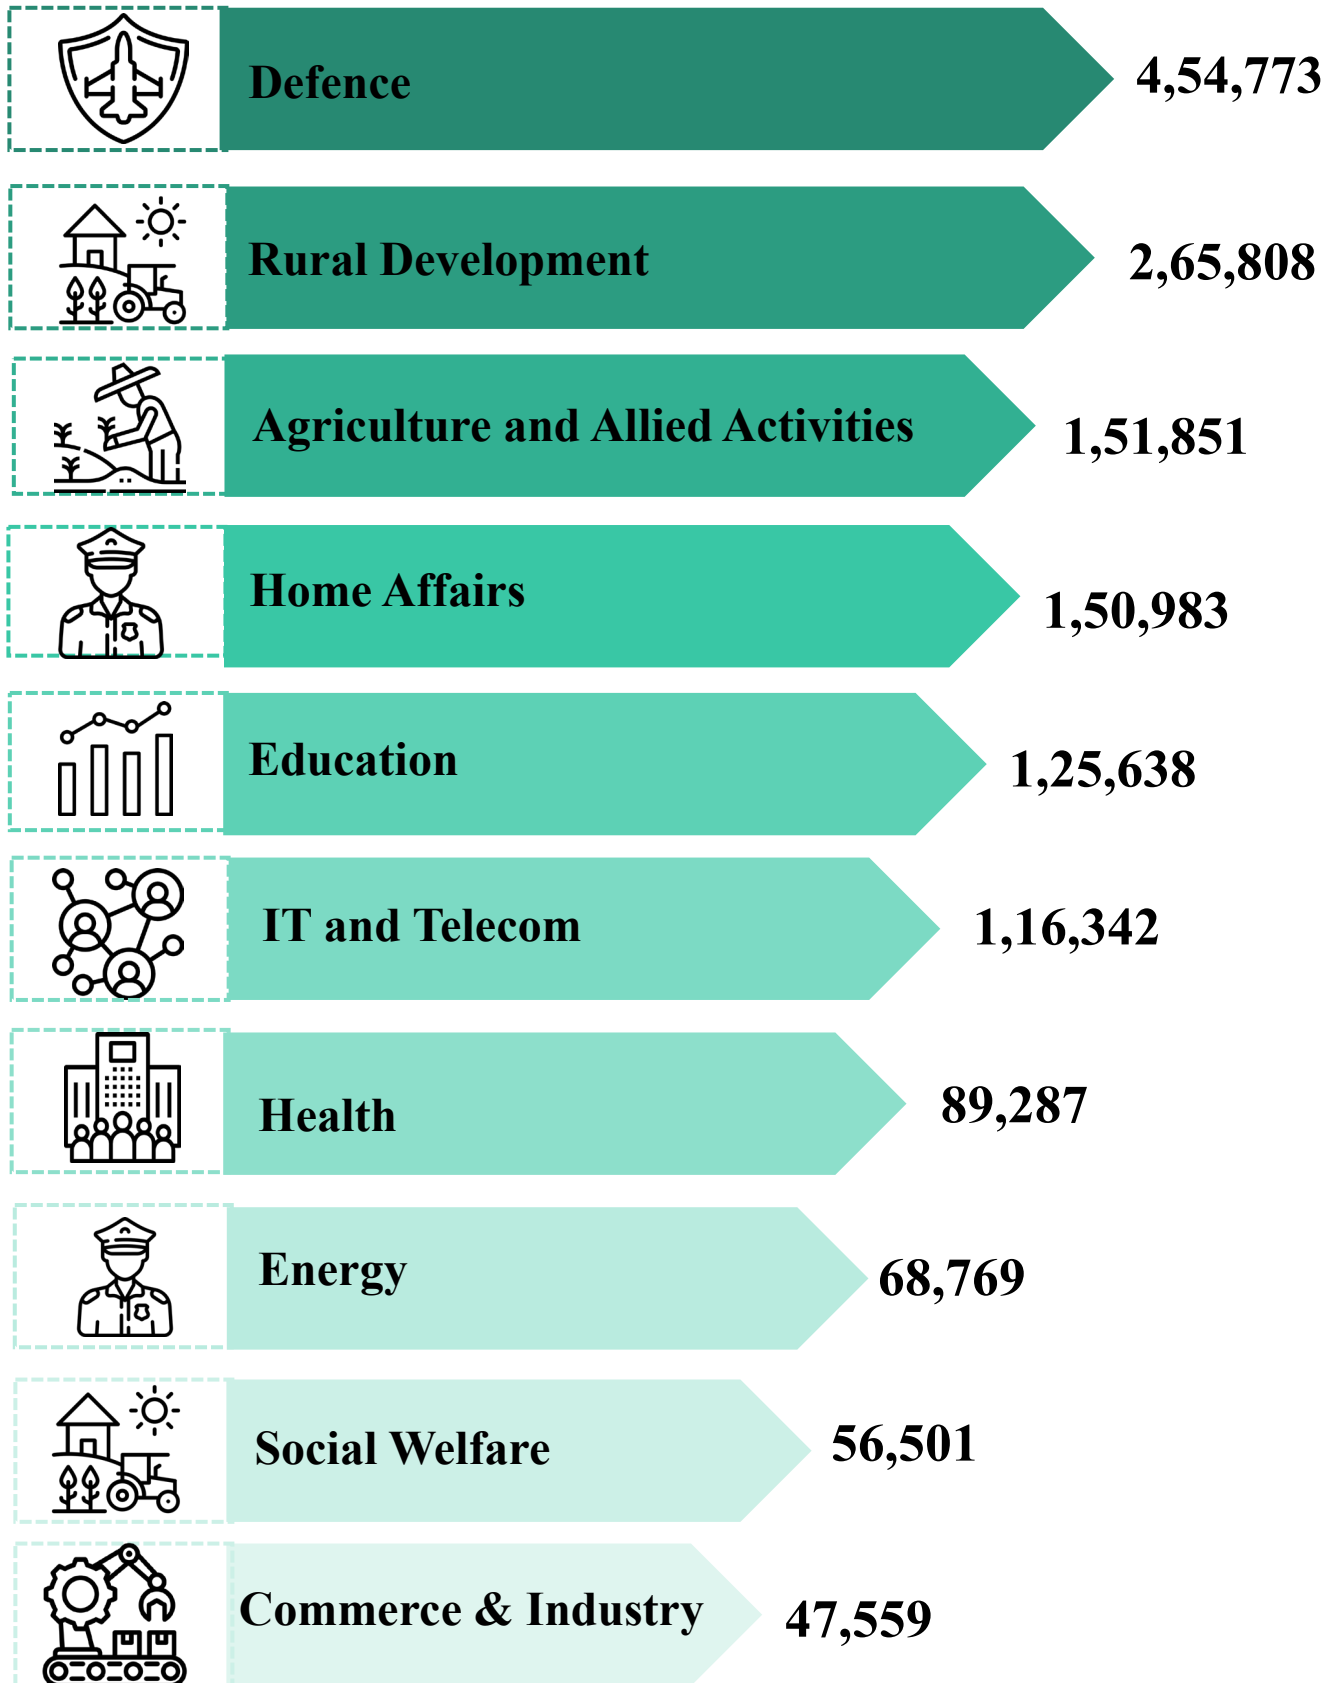 Defence 4,54,773
Rural Development 2,65,808
Agriculture and Allied Activities 1,51,851
Home Affairs 1,50,983
Education 1,25,638
IT and Telecom 1,16,342
Health 89,287
Energy 68,769
Social Welfare 56,501
Commerce & Industry 47,559